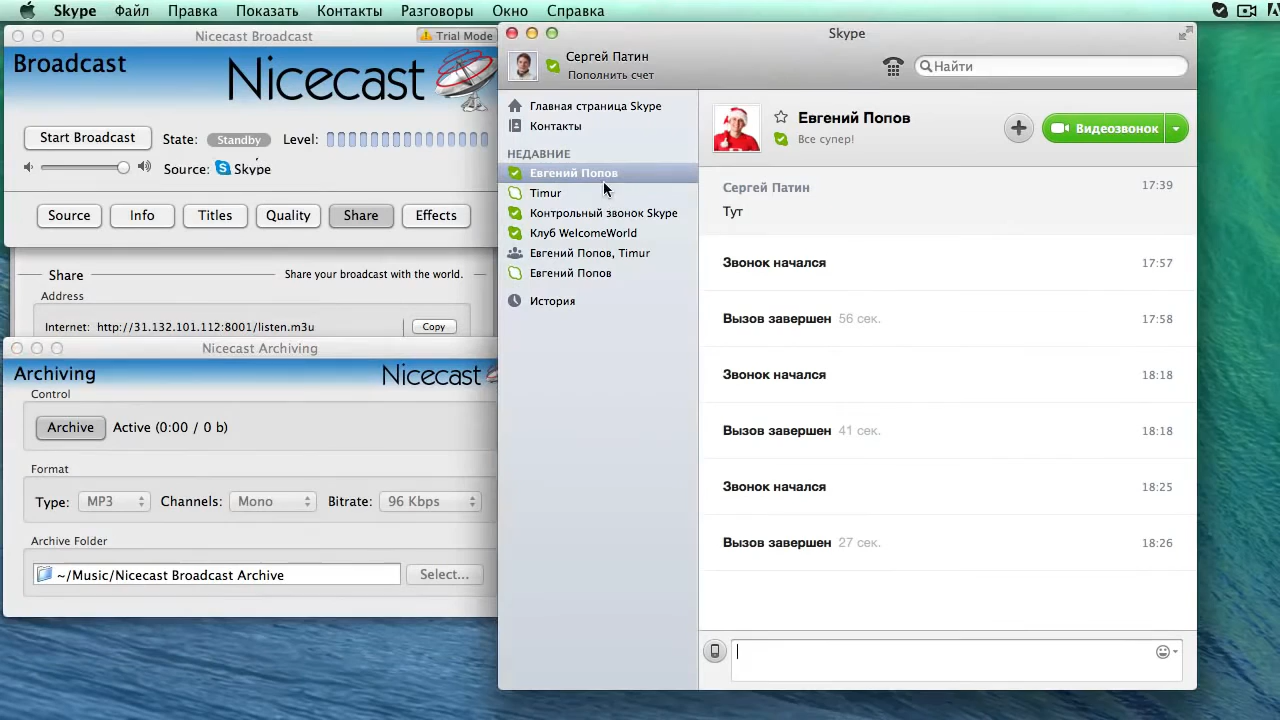 Skype Файл Правка Показать Контакты Разговоры Окно Справка
Nicecast Broadcast
Trial Mode
Broadcast
Nicecast
Start Broadcast
State: Standby Level:
Source: Skype
Source Info Titles Quality Share Effects
Share Share your broadcast with the world.
Address
Internet: http://31.132.101.112:8001/listen.m3u Copy
Nicecast Archiving
Archiving
Nicecast
Control
Archive Active (0:00 / 0 b)
Format
Type: MP3 Channels: Mono Bitrate: 96 Kbps
Archive Folder
~/Music/Nicecast Broadcast Archive Select...
Skype
Сергей Патин
Пополнить счет
Найти
Главная страница Skype
Контакты
НЕДАВНИЕ
Евгений Попов
Timur
Контрольный звонок Skype
Клуб WelcomeWorld
Евгений Попов, Timur
Евгений Попов
История
Евгений Попов
Все супер!
Видеозвонок
Сергей Патин 17:39
Тут
Звонок начался 17:57
Вызов завершен 56 сек. 17:58
Звонок начался 18:18
Вызов завершен 41 сек. 18:18
Звонок начался 18:25
Вызов завершен 27 сек. 18:26